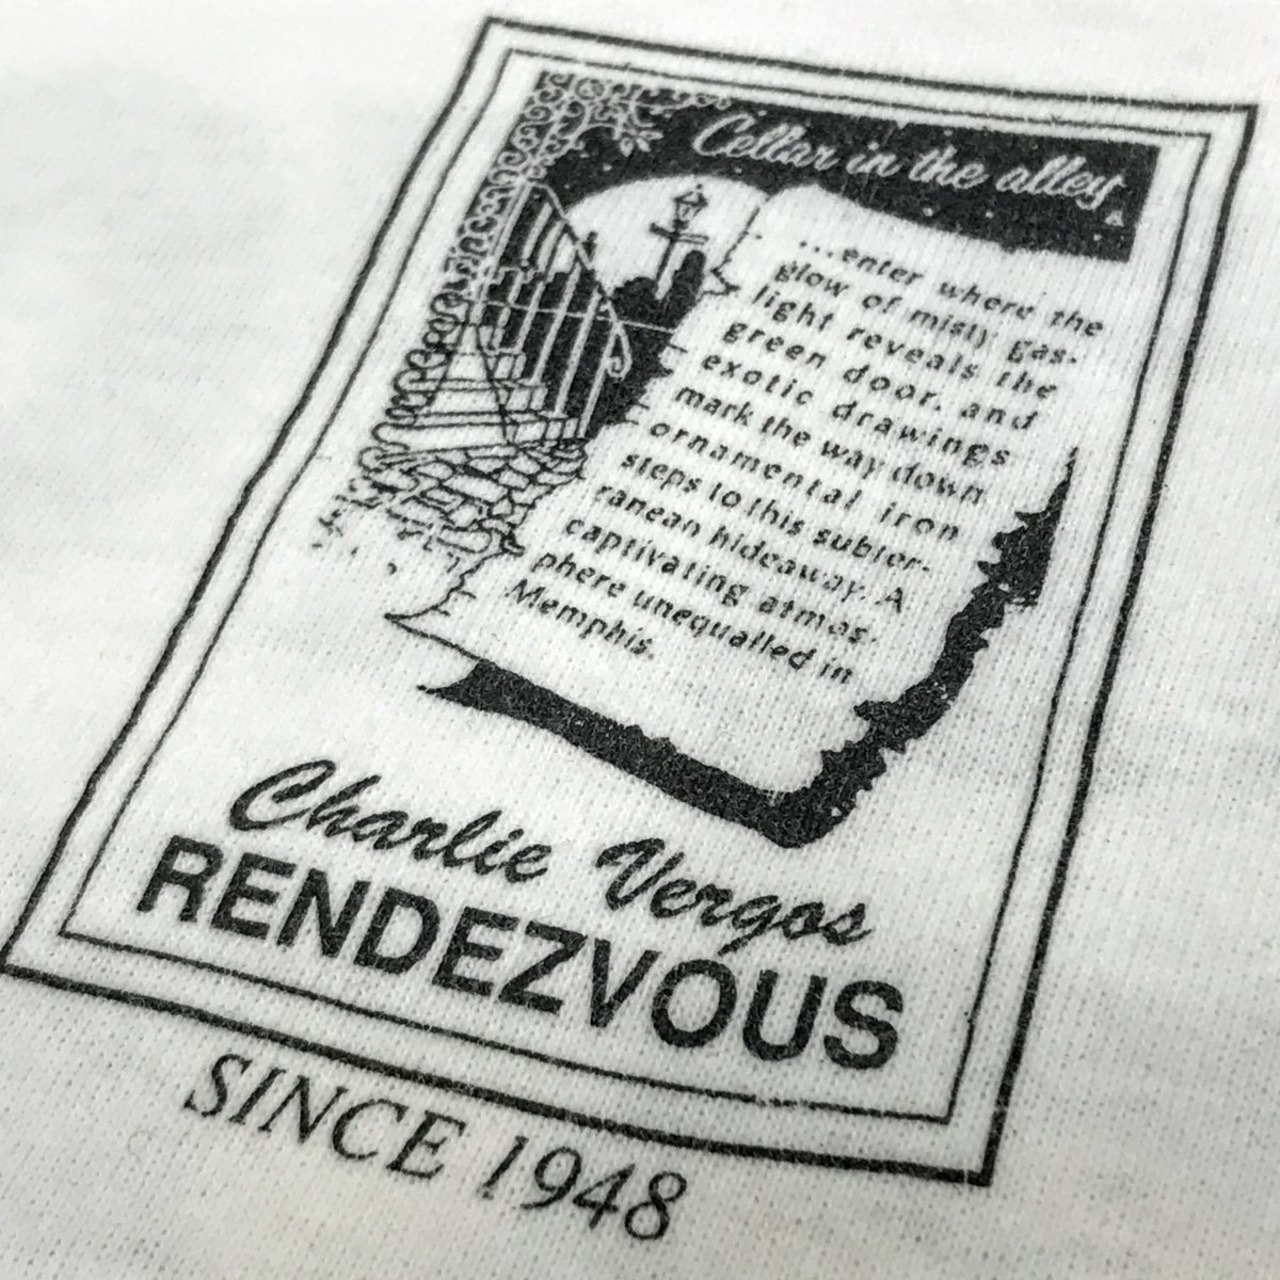 Cellar in the alley
...enter where the
glow of misty gas-
light reveals the
green door, and
exotic drawings
mark the way down
ornamental iron
steps to this subter-
ranean hideaway. A
captivating atmos-
phere unequalled in
Memphis.
Charlie Vergos
RENDEZVOUS
SINCE 1948